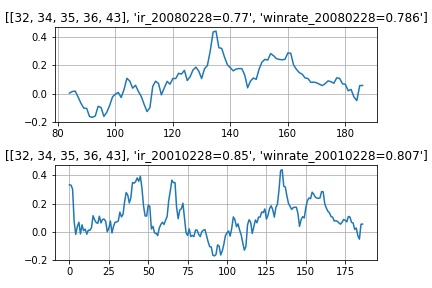 [[32, 34, 35, 36, 43], 'ir_20080228=0.77', 'winrate_20080228=0.786']
0.4
0.2
0.0
−0.2
80 100 120 140 160 180
[[32, 34, 35, 36, 43], 'ir_20010228=0.85', 'winrate_20010228=0.807']
0.4
0.2
0.0
−0.2
0 25 50 75 100 125 150 175